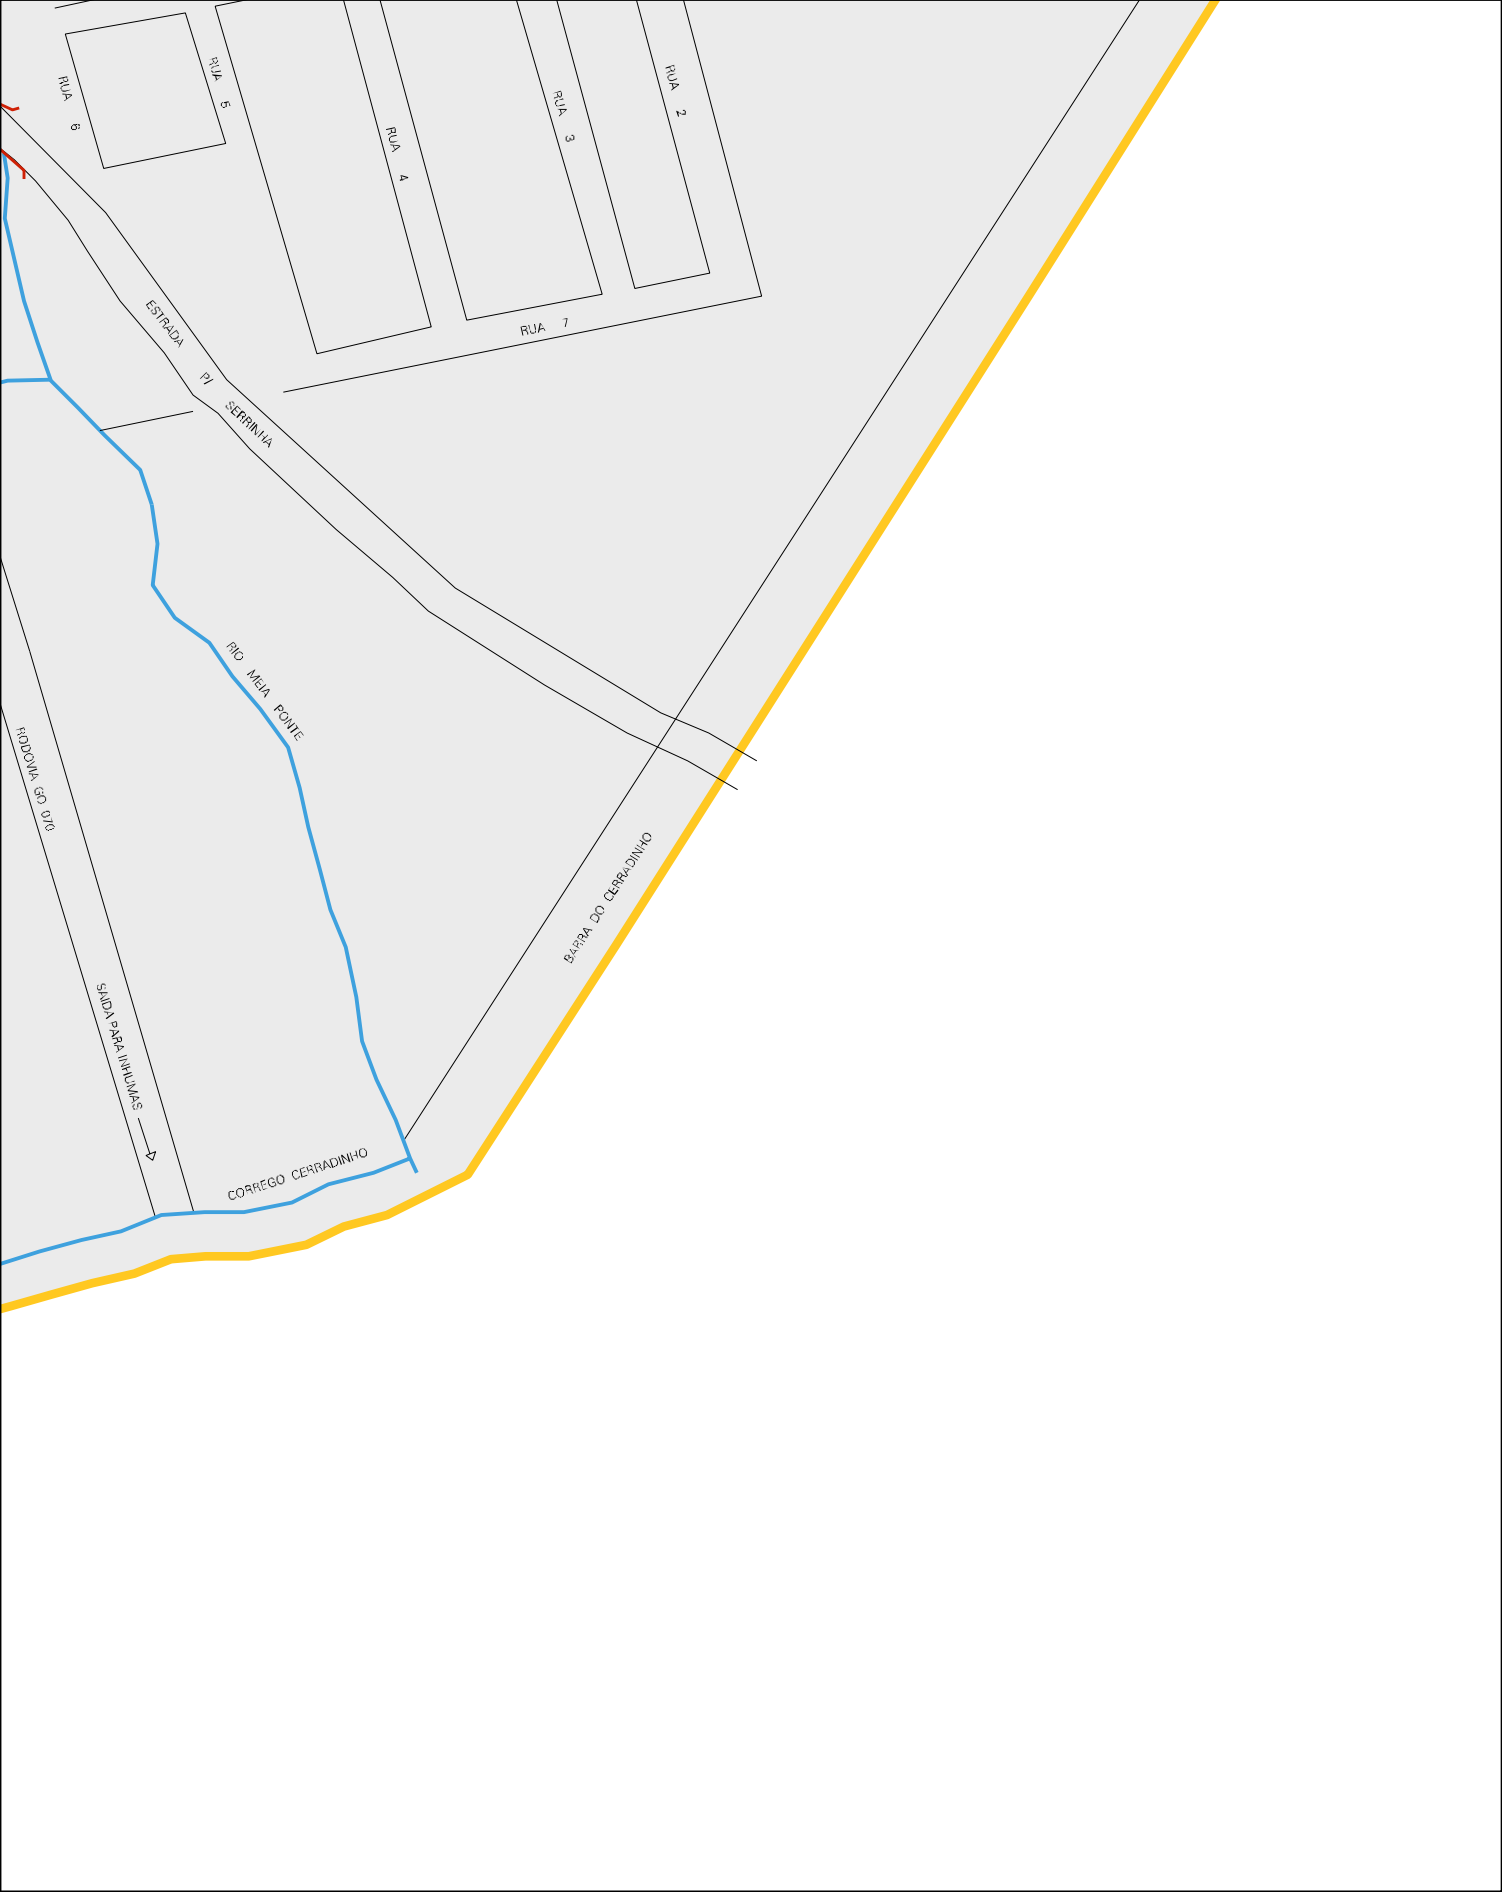 RUA 6
RUA 5
RUA 4
RUA 3
RUA 2
RUA 7
ESTRADA P/ SERRINHA
RIO MEIA PONTE
RODOVIA GO 070
BARRA DO CERRADINHO
SAIDA PARA INHUMAS
CORREGO CERRADINHO